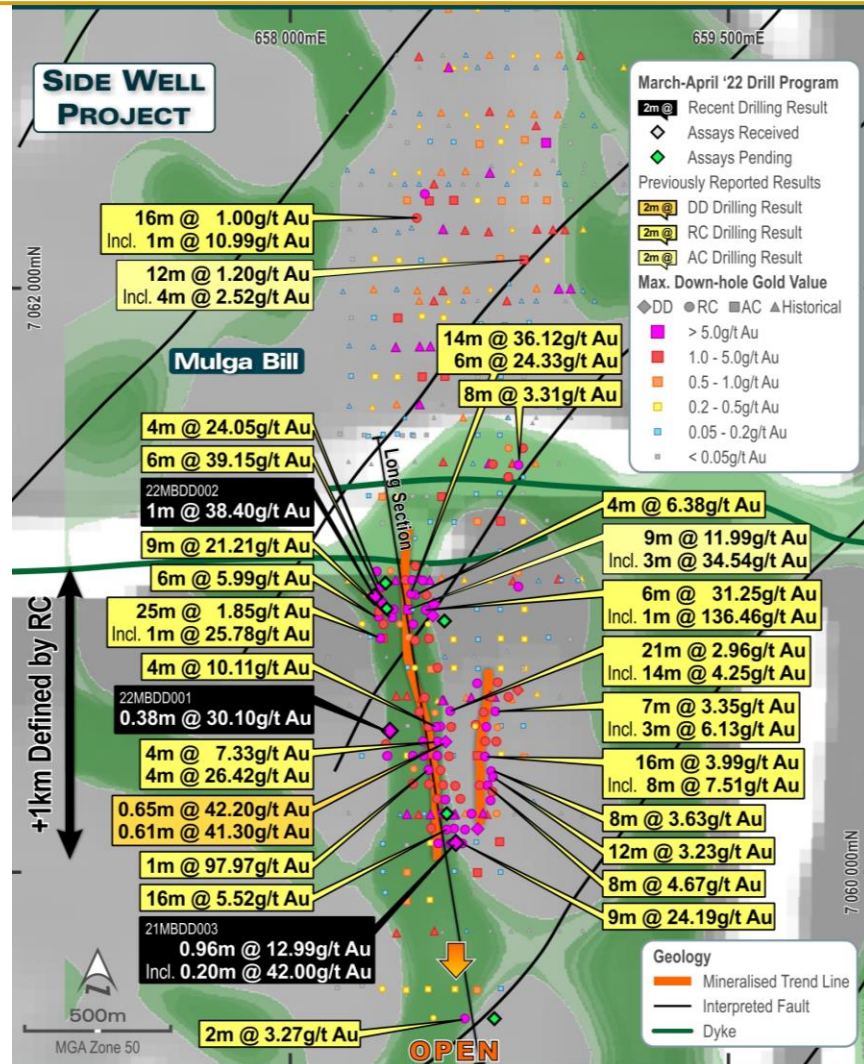 658 000mE
659 500mE
SIDE WELL
PROJECT
March-April ‘22 Drill Program
2m @ Recent Drilling Result
Assays Received
Assays Pending
Previously Reported Results
2m @ DD Drilling Result
2m @ RC Drilling Result
2m @ AC Drilling Result
Max. Down-hole Gold Value
DD RC AC Historical
> 5.0g/t Au
1.0 - 5.0g/t Au
0.5 - 1.0g/t Au
0.2 - 0.5g/t Au
0.05 - 0.2g/t Au
< 0.05g/t Au
16m @ 1.00g/t Au
Incl. 1m @ 10.99g/t Au
12m @ 1.20g/t Au
Incl. 4m @ 2.52g/t Au
7 062 000mN
Mulga Bill
14m @ 36.12g/t Au
6m @ 24.33g/t Au
8m @ 3.31g/t Au
Long Section
4m @ 24.05g/t Au
6m @ 39.15g/t Au
22MBDD002
1m @ 38.40g/t Au
9m @ 21.21g/t Au
6m @ 5.99g/t Au
25m @ 1.85g/t Au
Incl. 1m @ 25.78g/t Au
4m @ 10.11g/t Au
22MBDD001
0.38m @ 30.10g/t Au
4m @ 7.33g/t Au
4m @ 26.42g/t Au
0.65m @ 42.20g/t Au
0.61m @ 41.30g/t Au
1m @ 97.97g/t Au
16m @ 5.52g/t Au
21MBDD003
0.96m @ 12.99g/t Au
Incl. 0.20m @ 42.00g/t Au
+1km Defined by RC
4m @ 6.38g/t Au
9m @ 11.99g/t Au
Incl. 3m @ 34.54g/t Au
6m @ 31.25g/t Au
Incl. 1m @ 136.46g/t Au
21m @ 2.96g/t Au
Incl. 14m @ 4.25g/t Au
7m @ 3.35g/t Au
Incl. 3m @ 6.13g/t Au
16m @ 3.99g/t Au
Incl. 8m @ 7.51g/t Au
8m @ 3.63g/t Au
12m @ 3.23g/t Au
8m @ 4.67g/t Au
9m @ 24.19g/t Au
7 060 000mN
Geology
Mineralised Trend Line
Interpreted Fault
Dyke
N
500m
MGA Zone 50
2m @ 3.27g/t Au
OPEN